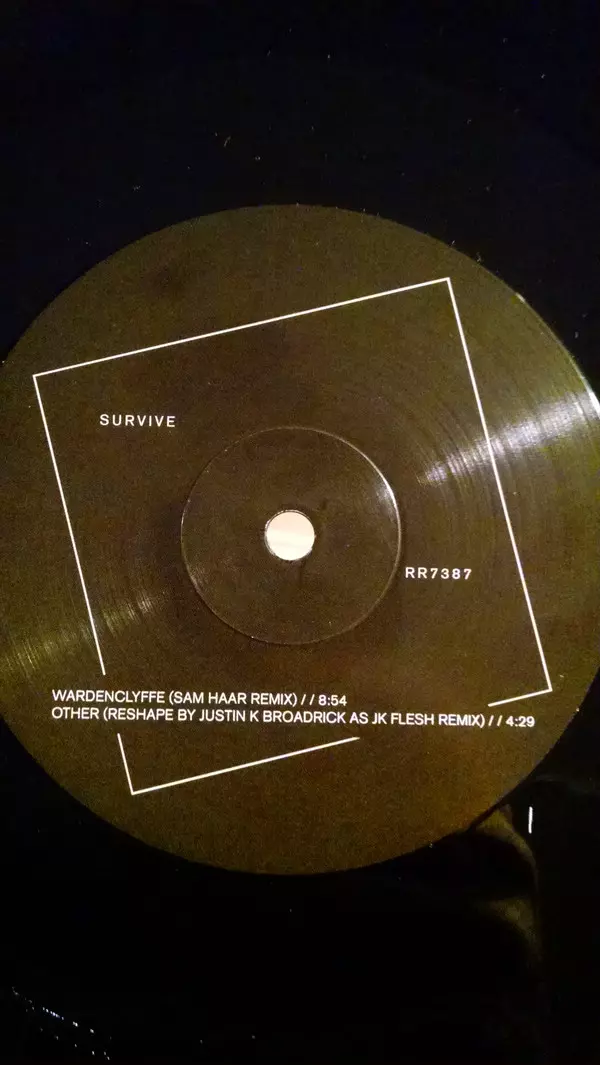 SURVIVE
RR7387
WARDENCLYFFE (SAM HAAR REMIX) // 8:54
OTHER (RESHAPE BY JUSTIN K BROADRICK AS JK FLESH REMIX) // 4:29